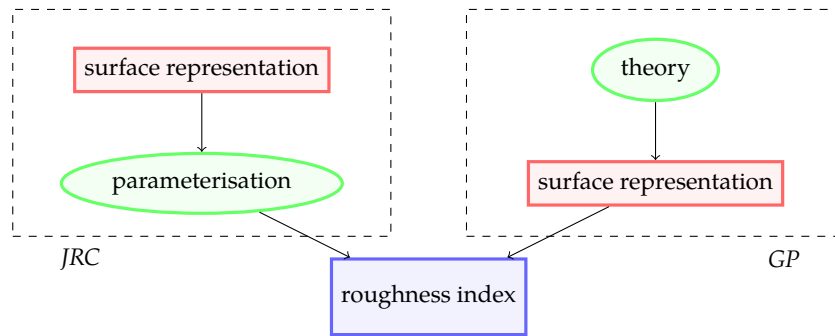 surface representation
parameterisation
JRC
theory
surface representation
GP
roughness index